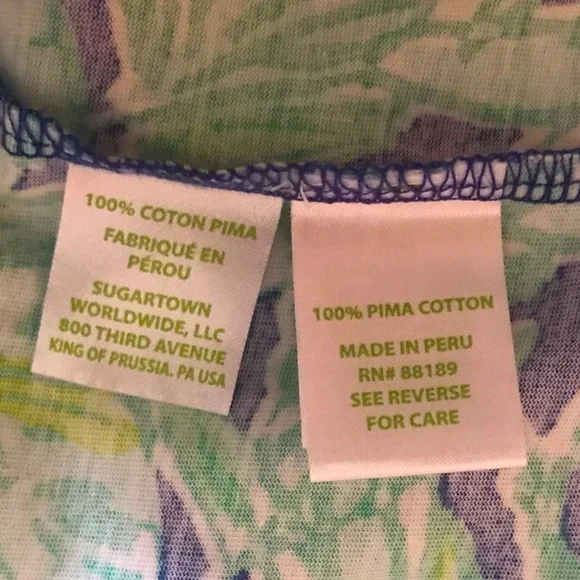 100% COTON PIMA
FABRIQUÉ EN
PÉROU
SUGARTOWN
WORLDWIDE, LLC
800 THIRD AVENUE
KING OF PRUSSIA, PA USA
100% PIMA COTTON
MADE IN PERU
RN# 88189
SEE REVERSE
FOR CARE